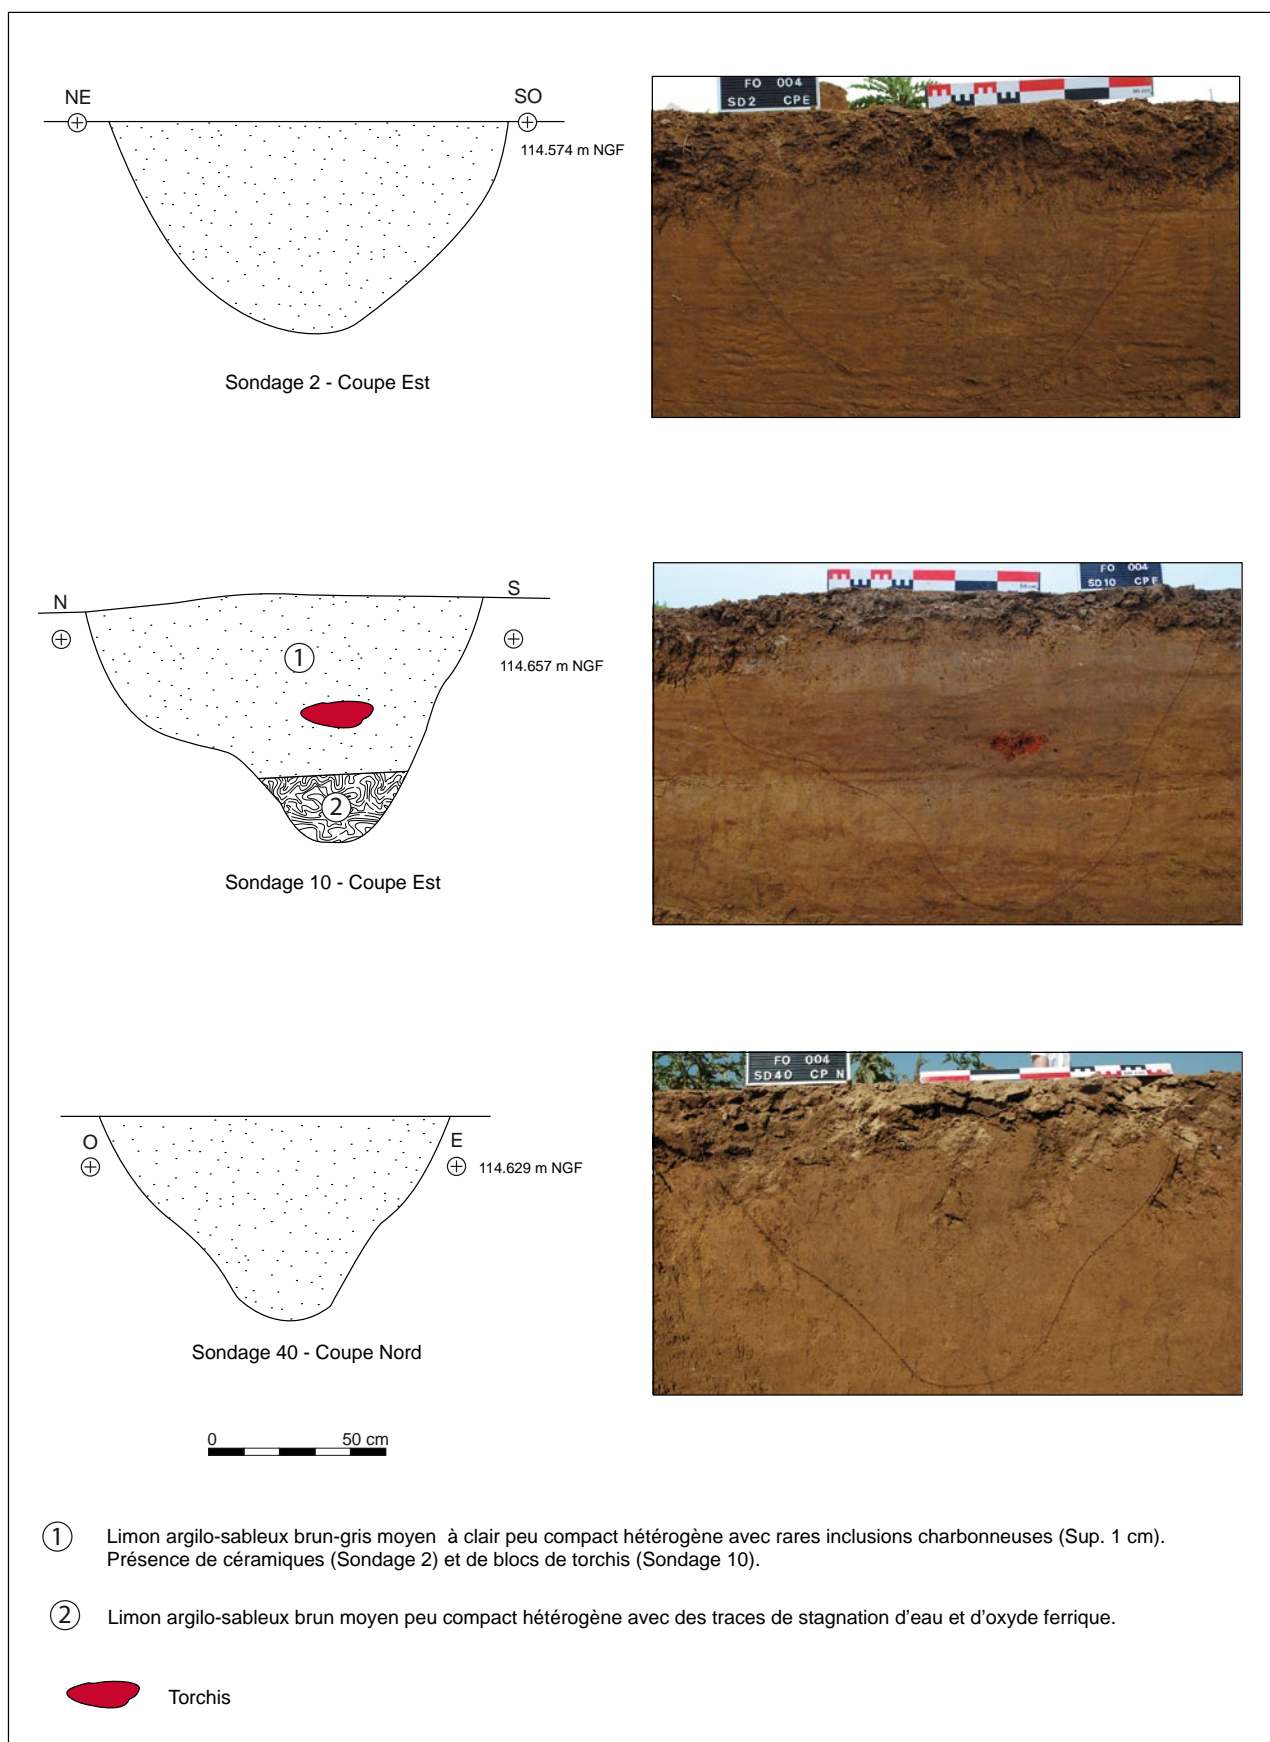 NE
SO
114.574 m NGF
Sondage 2 - Coupe Est
FO 004
SD2 CPE
N
S
1
114.657 m NGF
2
Sondage 10 - Coupe Est
FO 004
SD10 CPE
O
E
114.629 m NGF
Sondage 40 - Coupe Nord
FO 004
SD40 CP N
0 50 cm
1 Limon argilo-sableux brun-gris moyen à clair peu compact hétérogène avec rares inclusions charbonneuses (Sup. 1 cm).
Présence de céramiques (Sondage 2) et de blocs de torchis (Sondage 10).
2 Limon argilo-sableux brun moyen peu compact hétérogène avec des traces de stagnation d'eau et d'oxyde ferrique.
Torchis